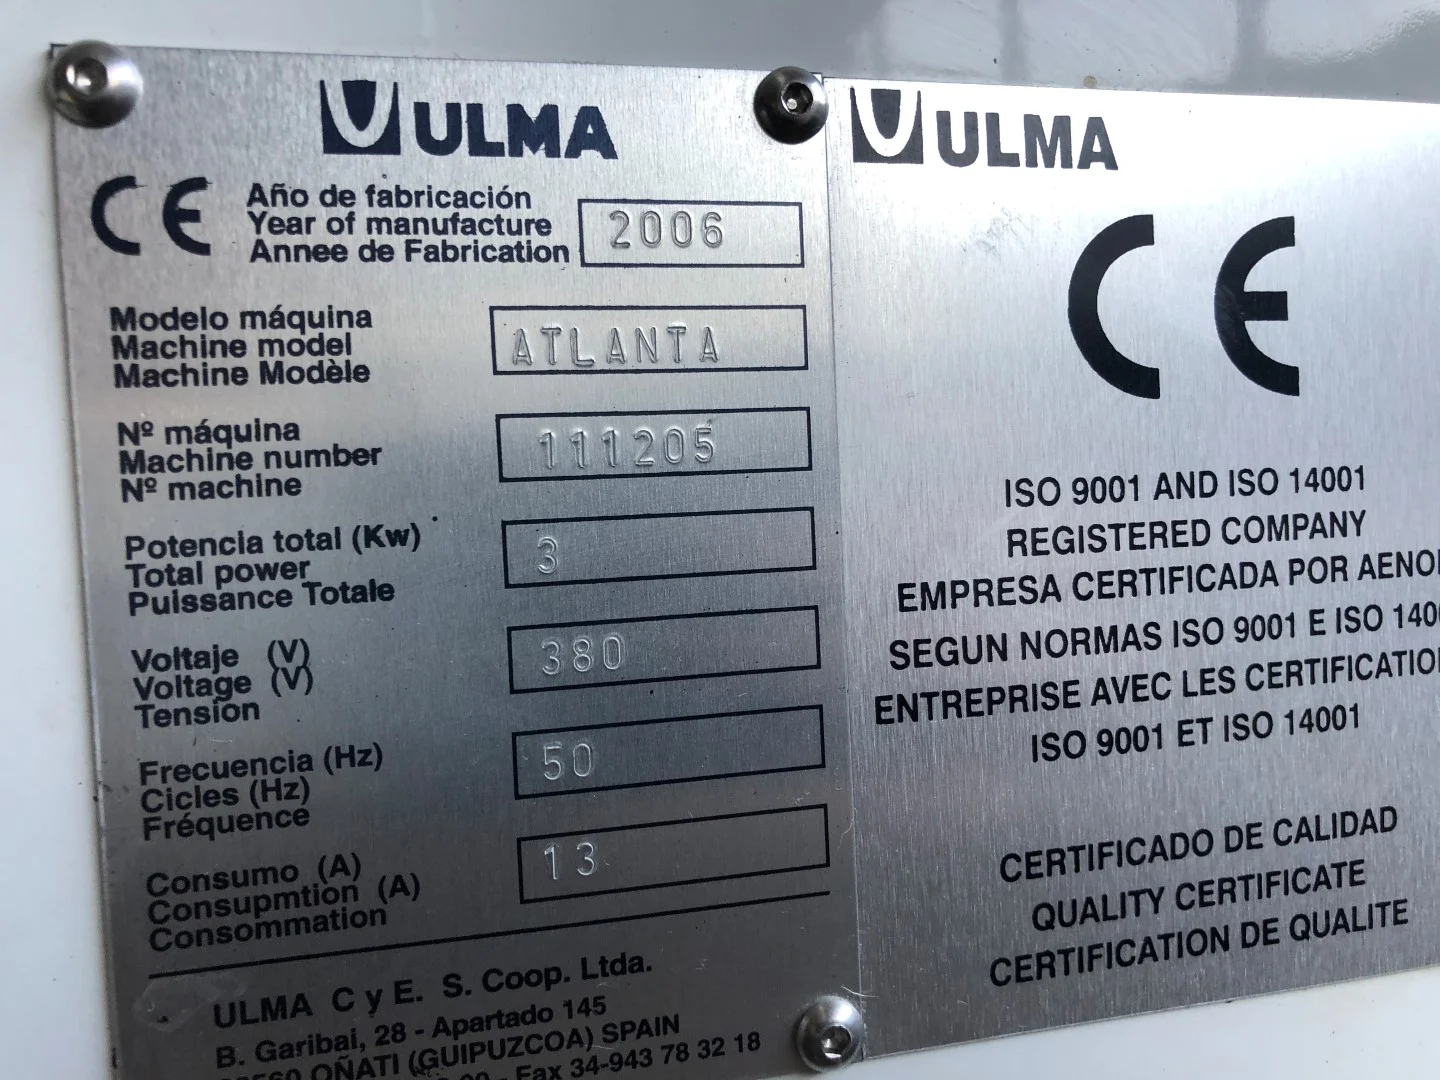 ULMA
CE
Año de fabricación
Year of manufacture
Annee de Fabrication
2006
Modelo máquina
Machine model
Machine Modèle
ATLANTA
Nº máquina
Machine number
Nº machine
111205
Potencia total (Kw)
Total power
Puissance Totale
3
Voltaje (V)
Voltage (V)
Tension
380
Frecuencia (Hz)
Cicles (Hz)
Fréquence
50
Consumo (A)
Consupmtion (A)
Consommation
13
ULMA C y E. S. Coop. Ltda.
B. Garibai, 28 - Apartado 145
OÑATI (GUIPUZCOA) SPAIN
- Fax 34-943 78 32 18
ULMA
CE
ISO 9001 AND ISO 14001
REGISTERED COMPANY
EMPRESA CERTIFICADA POR
SEGUN NORMAS ISO 9001 E ISO
ENTREPRISE AVEC LES
ISO 9001 ET ISO 14001
CERTIFICADO DE CALIDAD
QUALITY CERTIFICATE
CERTIFICATION DE QUALITE